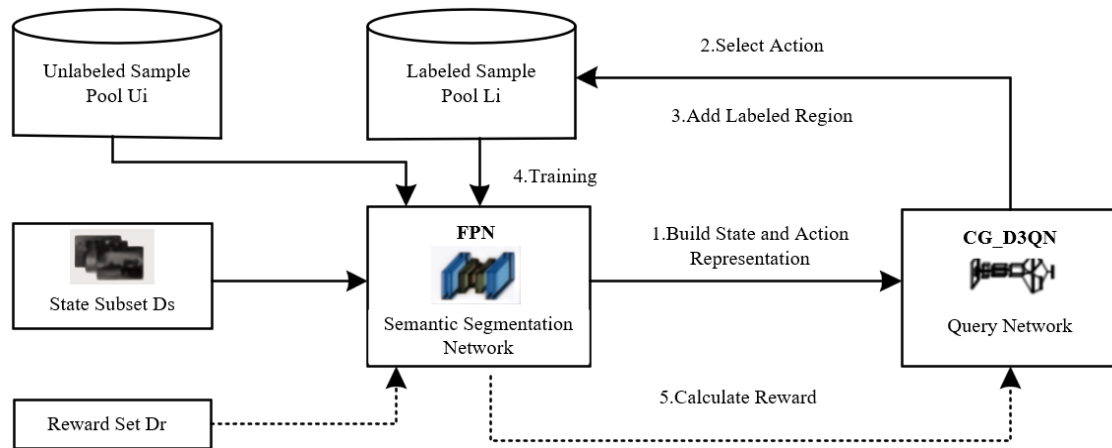 Unlabeled Sample
Pool Ui
Labeled Sample
Pool Li
2.Select Action
3.Add Labeled Region
4.Training
State Subset Ds
FPN
Semantic Segmentation
Network
1.Build State and Action
Representation
CG_D3QN
Query Network
Reward Set Dr
5.Calculate Reward